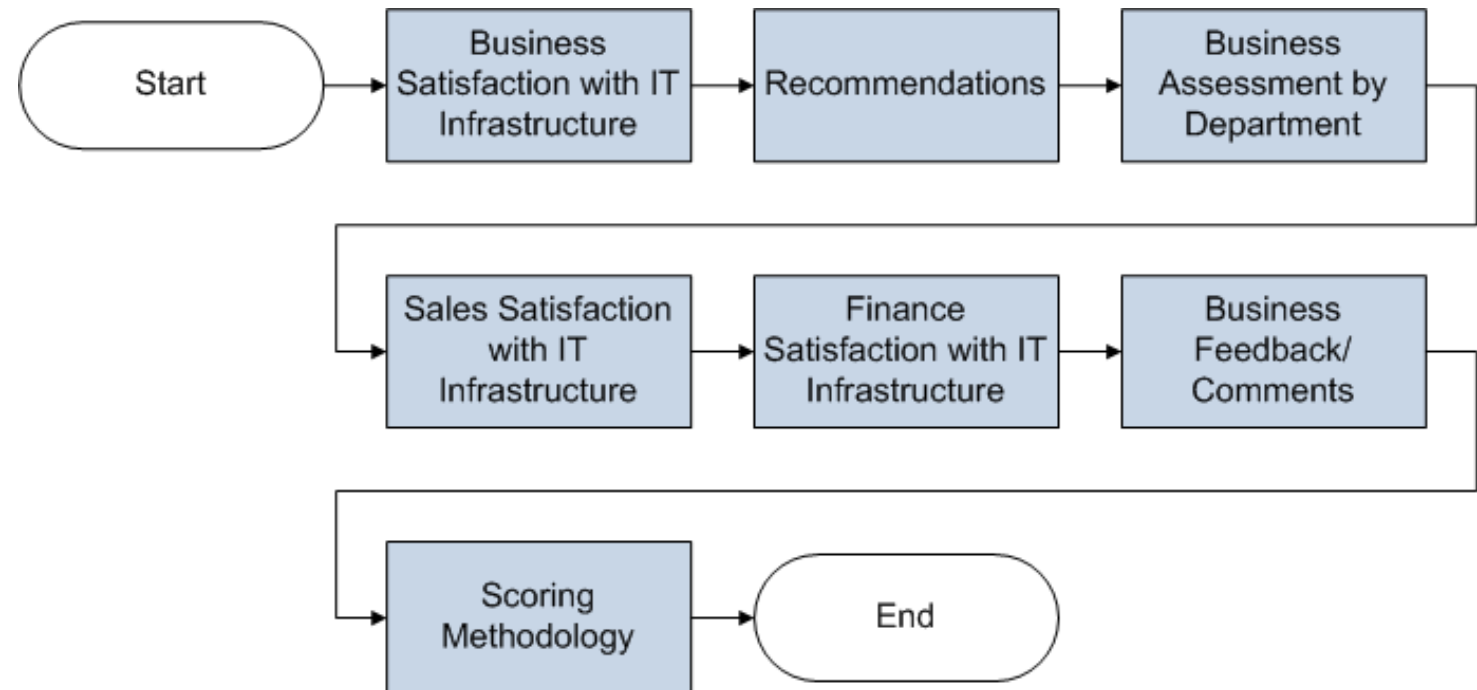 Start
Business
Satisfaction with IT
Infrastructure
Recommendations
Business
Assessment by
Department
Sales Satisfaction
with IT
Infrastructure
Finance
Satisfaction with IT
Infrastructure
Business
Feedback/
Comments
Scoring
Methodology
End